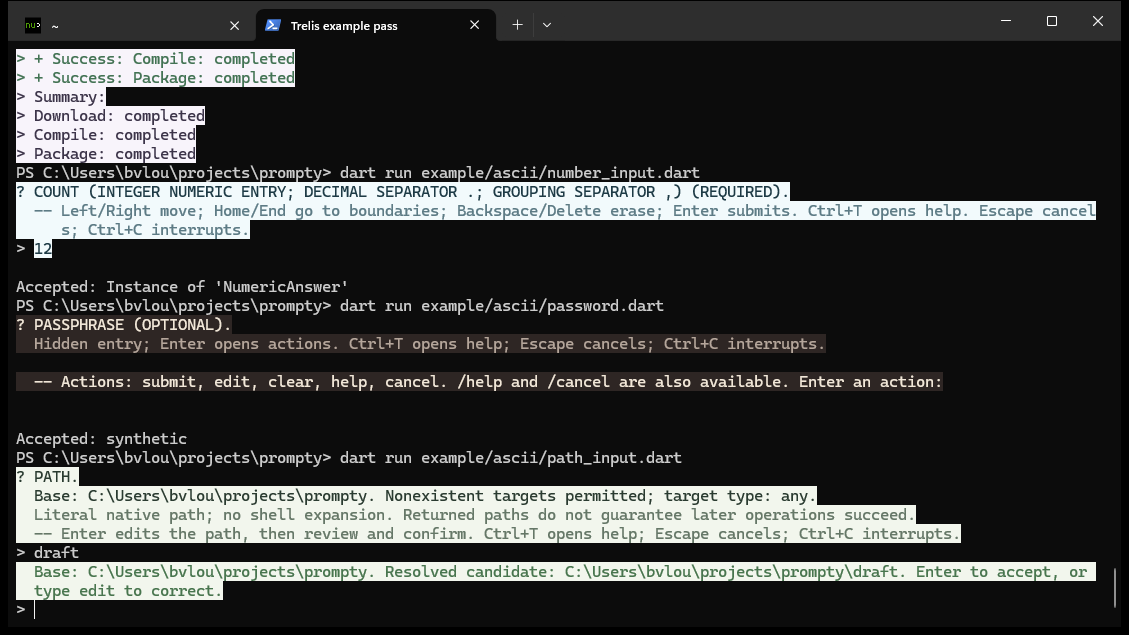 nu> ~
Trelis example pass
> + Success: Compile: completed
> + Success: Package: completed
> Summary:
> Download: completed
> Compile: completed
> Package: completed
PS C:\Users\bvlou\projects\prompty> dart run example/ascii/number_input.dart
? COUNT (INTEGER NUMERIC ENTRY; DECIMAL SEPARATOR .; GROUPING SEPARATOR ,) (REQUIRED).
-- Left/Right move; Home/End go to boundaries; Backspace/Delete erase; Enter submits. Ctrl+T opens help. Escape cancel
s; Ctrl+C interrupts.
> 12
Accepted: Instance of 'NumericAnswer'
PS C:\Users\bvlou\projects\prompty> dart run example/ascii/password.dart
? PASSPHRASE (OPTIONAL).
Hidden entry; Enter opens actions. Ctrl+T opens help; Escape cancels; Ctrl+C interrupts.
-- Actions: submit, edit, clear, help, cancel. /help and /cancel are also available. Enter an action:
Accepted: synthetic
PS C:\Users\bvlou\projects\prompty> dart run example/ascii/path_input.dart
? PATH.
Base: C:\Users\bvlou\projects\prompty. Nonexistent targets permitted; target type: any.
Literal native path; no shell expansion. Returned paths do not guarantee later operations succeed.
-- Enter edits the path, then review and confirm. Ctrl+T opens help; Escape cancels; Ctrl+C interrupts.
> draft
Base: C:\Users\bvlou\projects\prompty. Resolved candidate: C:\Users\bvlou\projects\prompty\draft. Enter to accept, or
type edit to correct.
>